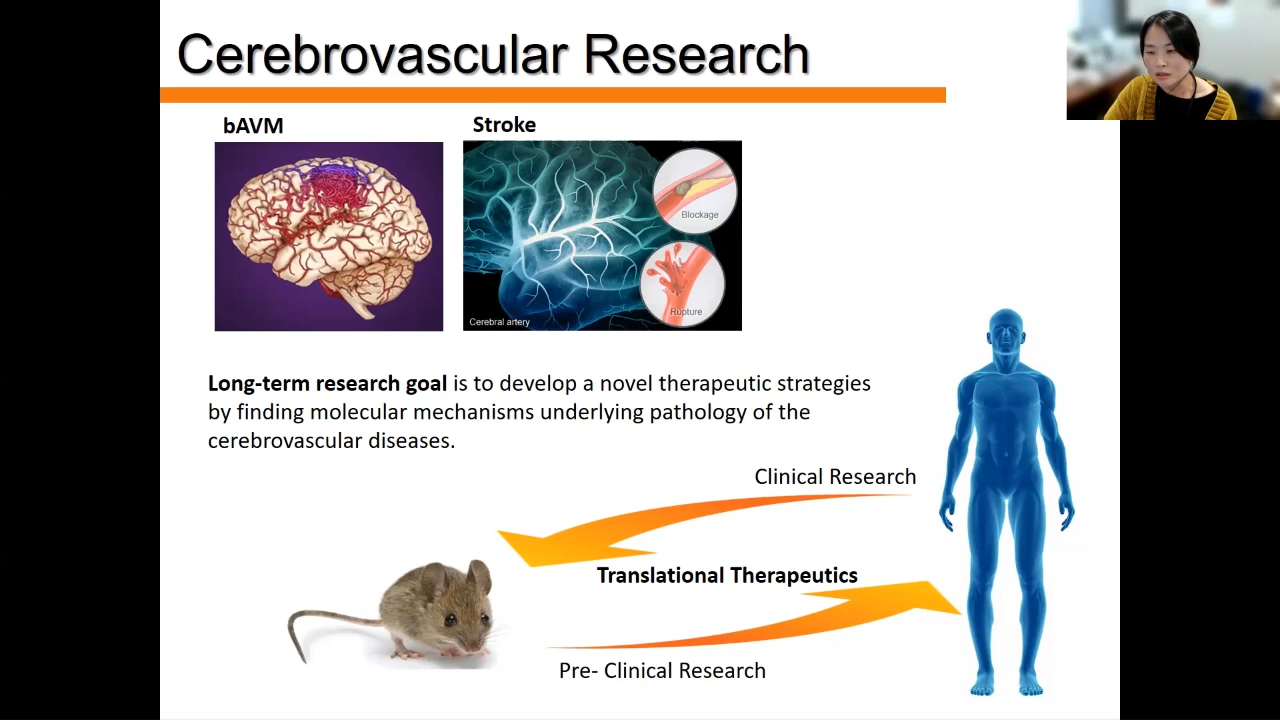 Cerebrovascular Research
bAVM
Stroke
Blockage
Rupture
Cerebral artery
Long-term research goal is to develop a novel therapeutic strategies
by finding molecular mechanisms underlying pathology of the
cerebrovascular diseases.
Clinical Research
Translational Therapeutics
Pre- Clinical Research